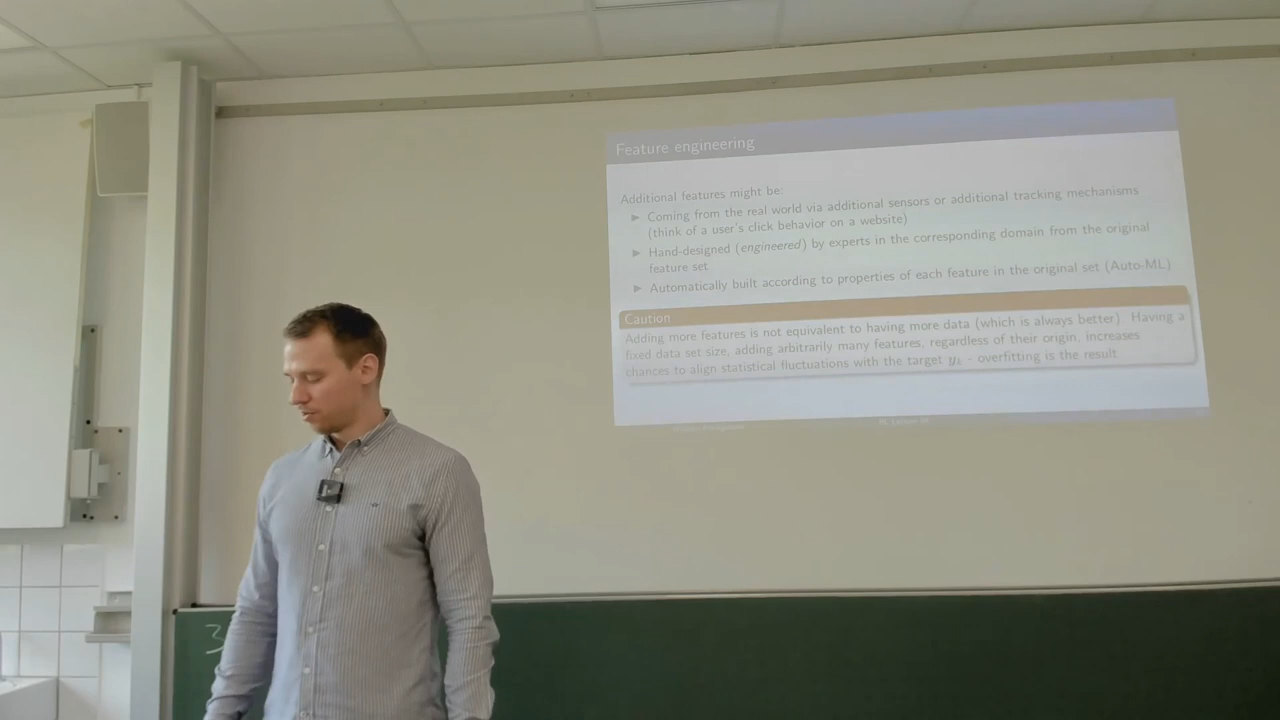 Feature engineering
Additional features might be:
Coming from the real world via additional sensors or additional tracking mechanisms
(think of a user's click behavior on a website)
Hand-designed (engineered) by experts in the corresponding domain from the original
feature set
Automatically built according to properties of each feature in the original set (Auto-ML)
Caution
Adding more features is not equivalent to having more data (which is always better). Having a
fixed data set size, adding arbitrarily many features, regardless of their origin, increases
chances to align statistical fluctuations with the target - overfitting is the result
3